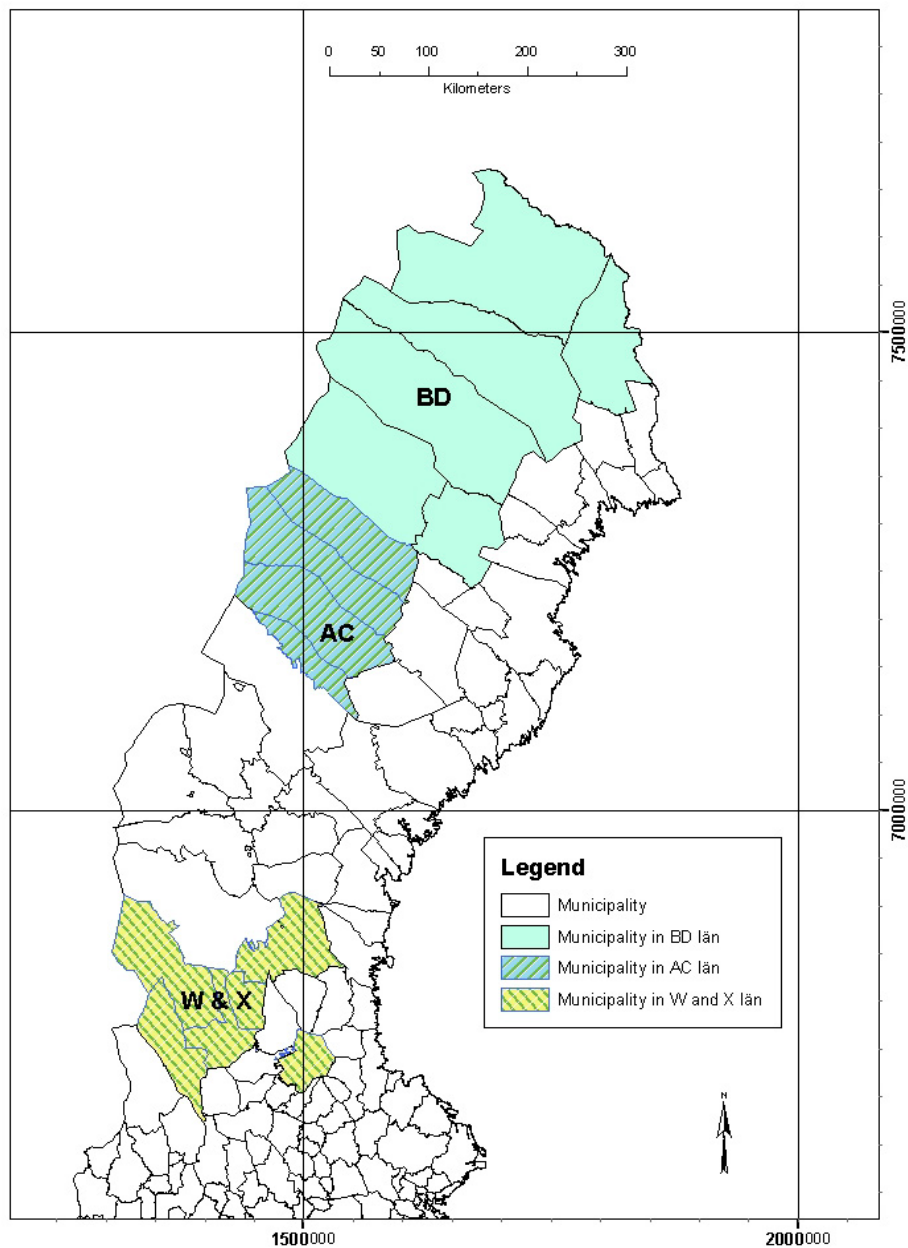 0 50 100 200 300
Kilometers
BD
7500000
AC
7000000
Legend
Municipality
Municipality in BD län
Municipality in AC län
Municipality in W and X län
W & X
N
1500000 2000000